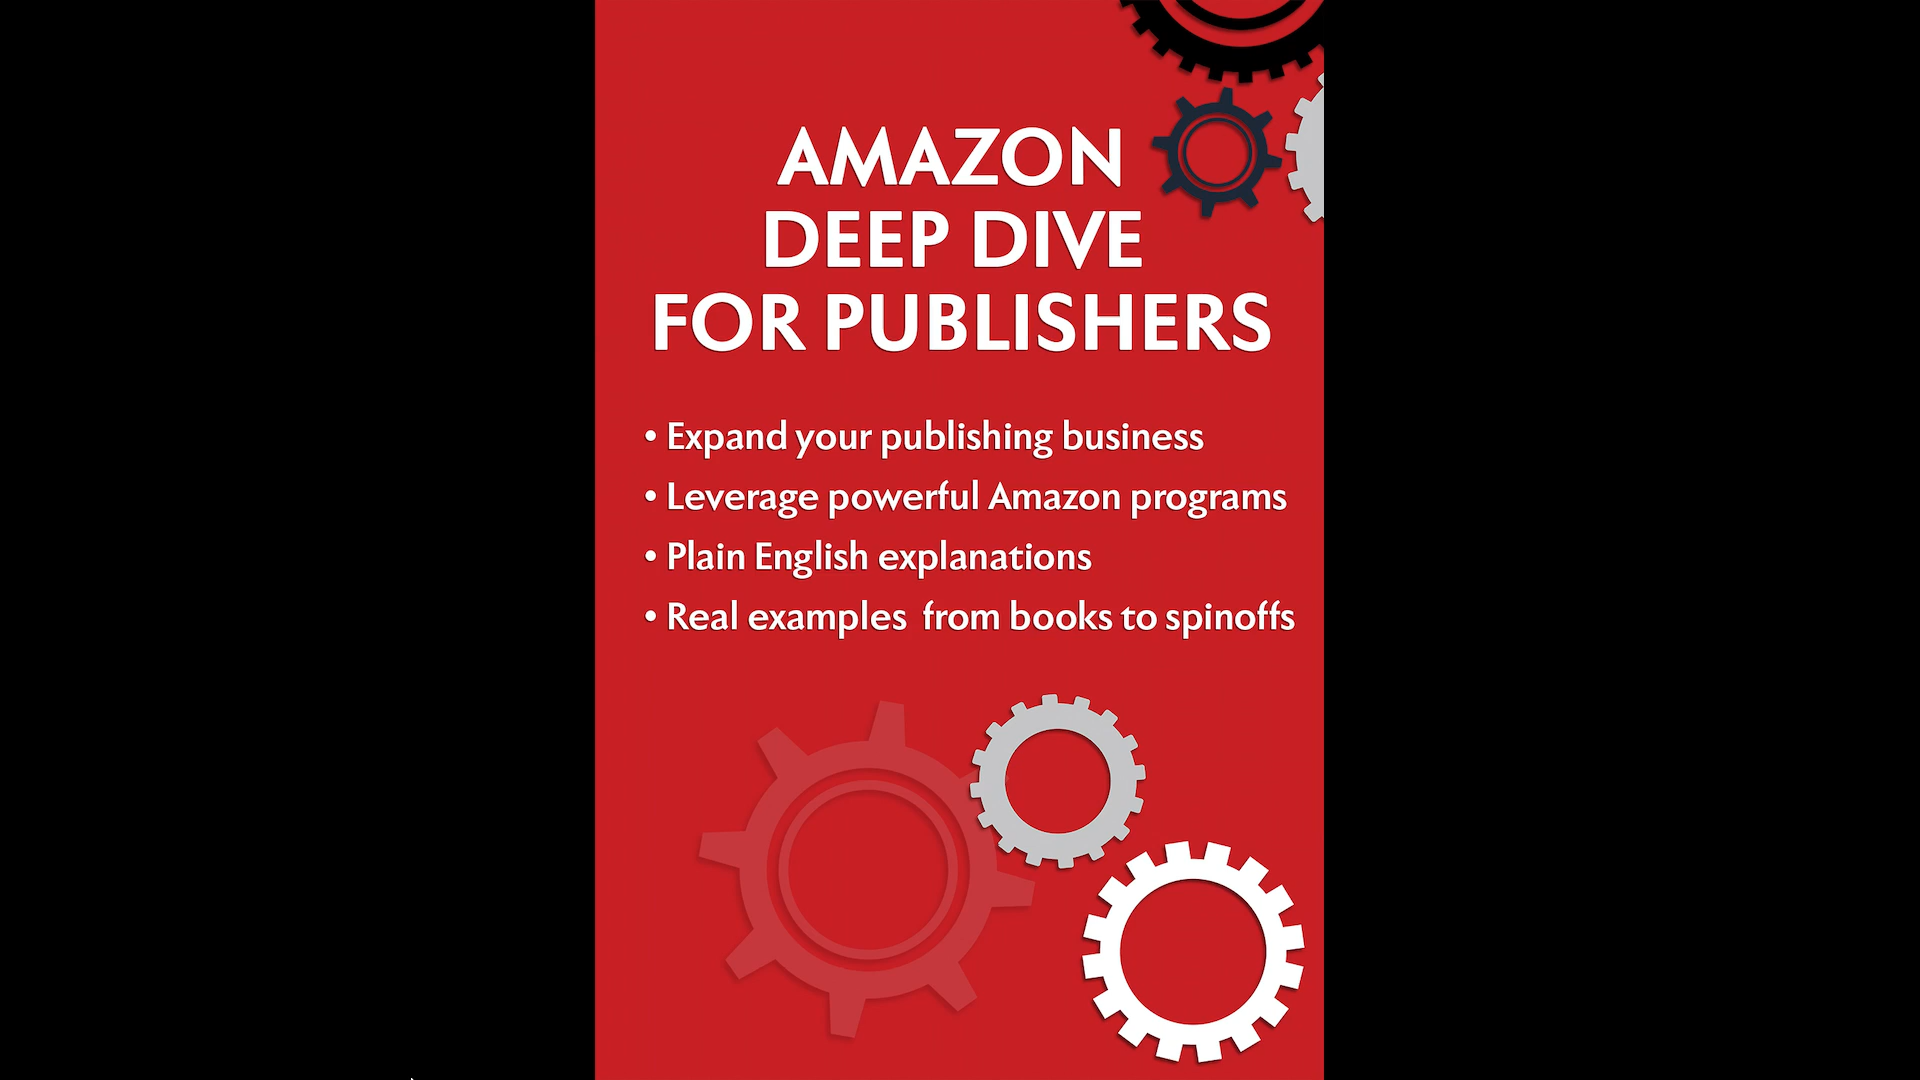 AMAZON
DEEP DIVE
FOR PUBLISHERS
• Expand your publishing business
• Leverage powerful Amazon programs
• Plain English explanations
• Real examples  from books to spinoffs